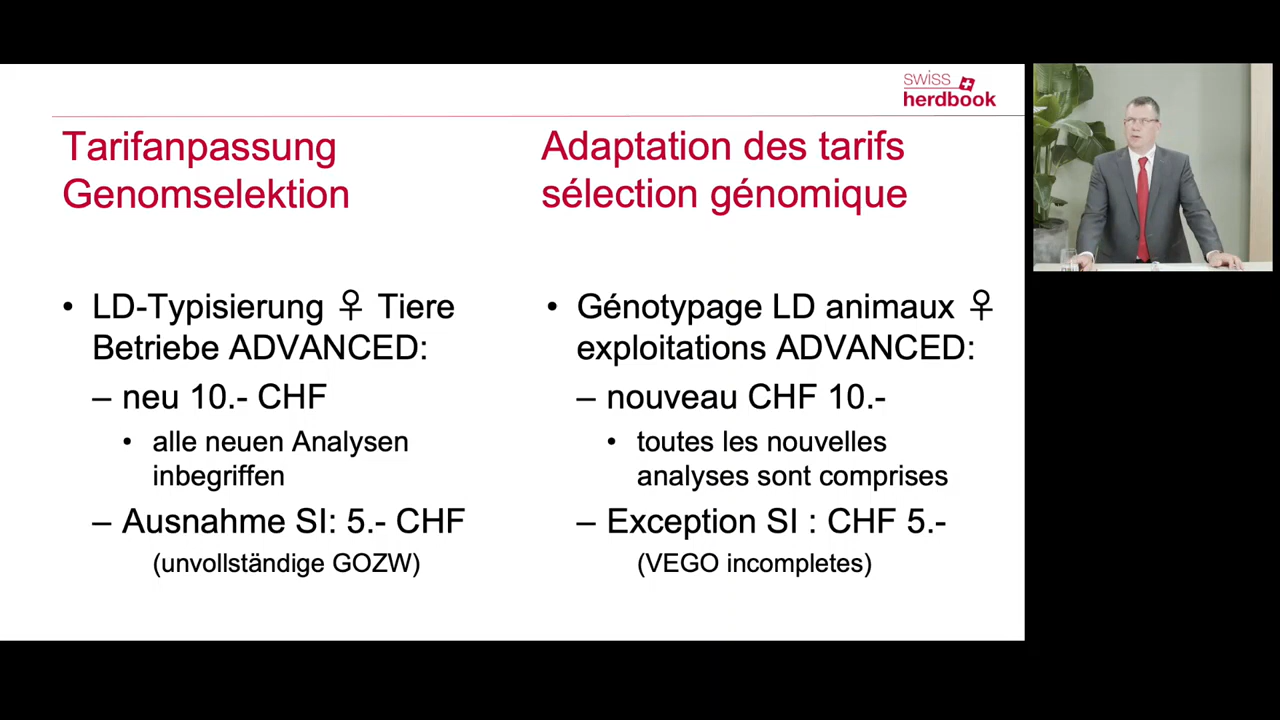 swiss
herdbook
Tarifanpassung
Genomselektion
• LD-Typisierung ♀ Tiere
Betriebe ADVANCED:
– neu 10.- CHF
• alle neuen Analysen
inbegriffen
– Ausnahme SI: 5.- CHF
(unvollständige GOZW)
Adaptation des tarifs
sélection génomique
• Génotypage LD animaux ♀
exploitations ADVANCED:
– nouveau CHF 10.-
• toutes les nouvelles
analyses sont comprises
– Exception SI : CHF 5.-
(VEGO incompletes)